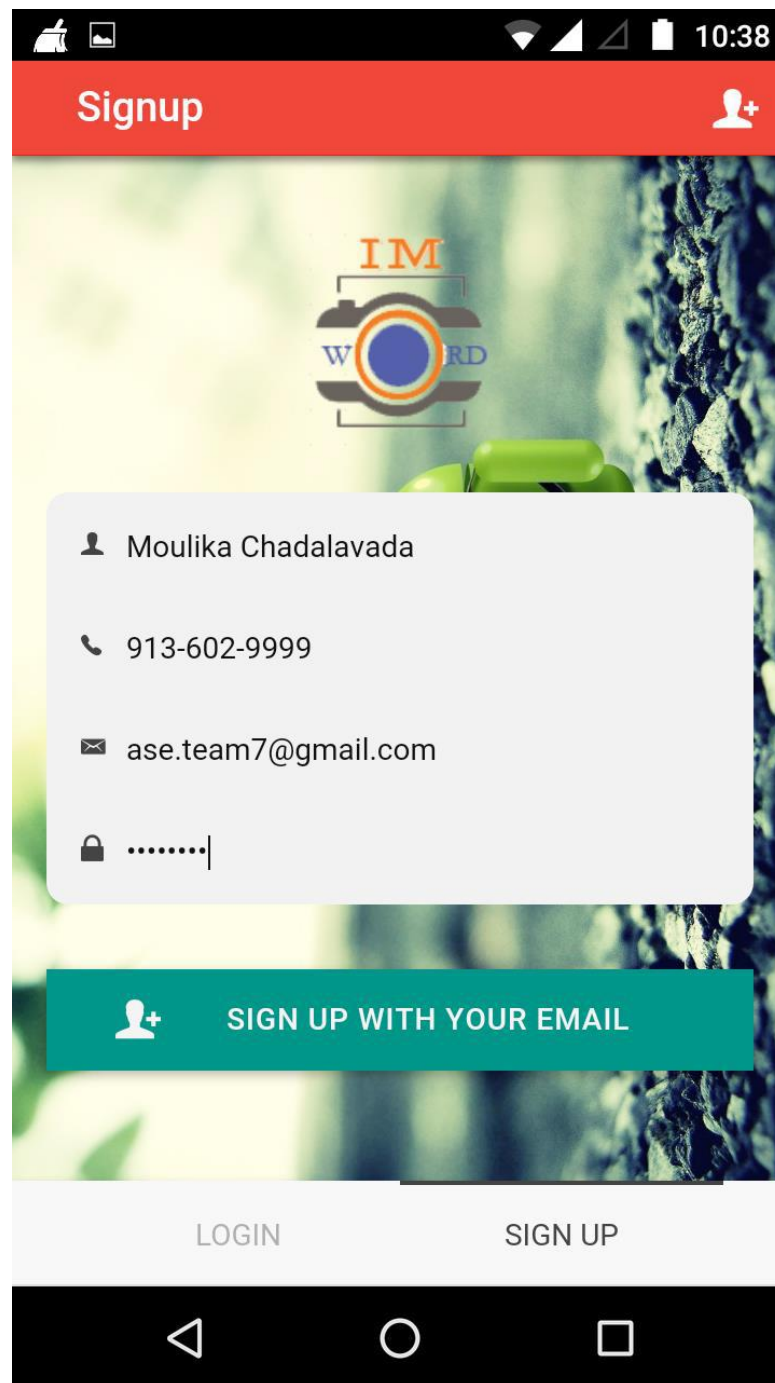 10:38
Signup
IM
W RD
Moulika Chadalavada
913-602-9999
ase.team7@gmail.com
••••••••
SIGN UP WITH YOUR EMAIL
LOGIN SIGN UP